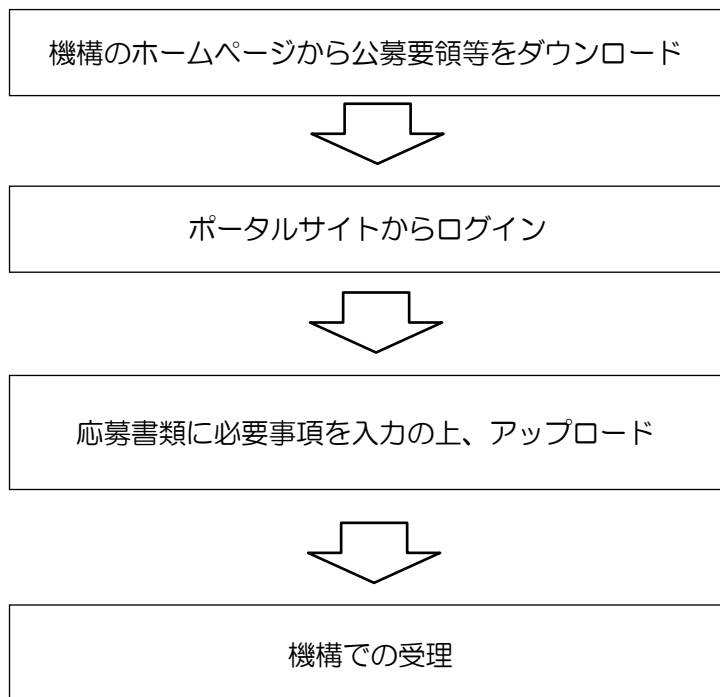 機構のホームページから公募要領等をダウンロード
ポータルサイトからログイン
応募書類に必要事項を入力の上、アップロード
機構での受理